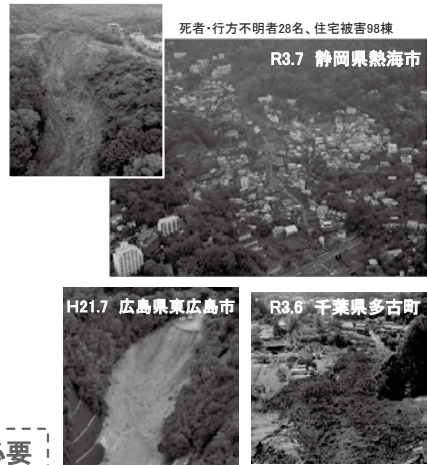 死者・行方不明者28名、住宅被害98棟
R3.7 静岡県熱海市
H21.7 広島県東広島市
R3.6 千葉県多古町
必要